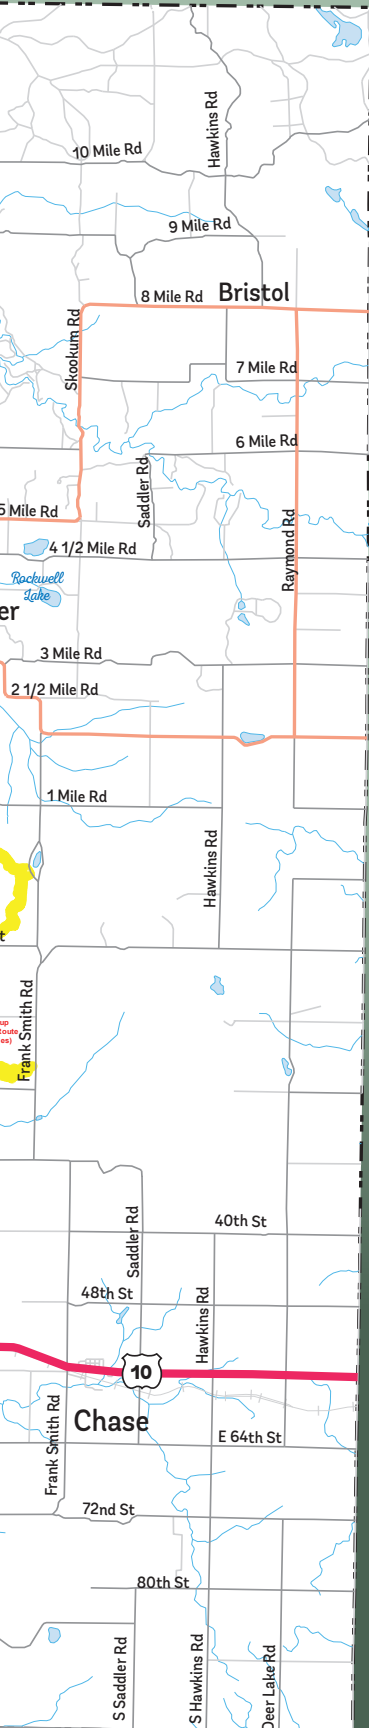 Hawkins Rd
10 Mile Rd
9 Mile Rd
8 Mile Rd
Bristol
Skookum Rd
7 Mile Rd
6 Mile Rd
Saddler Rd
5 Mile Rd
Raymond Rd
4 1/2 Mile Rd
Rockwell
Lake
er
3 Mile Rd
2 1/2 Mile Rd
1 Mile Rd
Hawkins Rd
t
Frank Smith Rd
up
Route
es)
Saddler Rd
40th St
48th St
Hawkins Rd
10
Chase
Frank Smith Rd
E 64th St
72nd St
80th St
S Saddler Rd
S Hawkins Rd
Deer Lake Rd